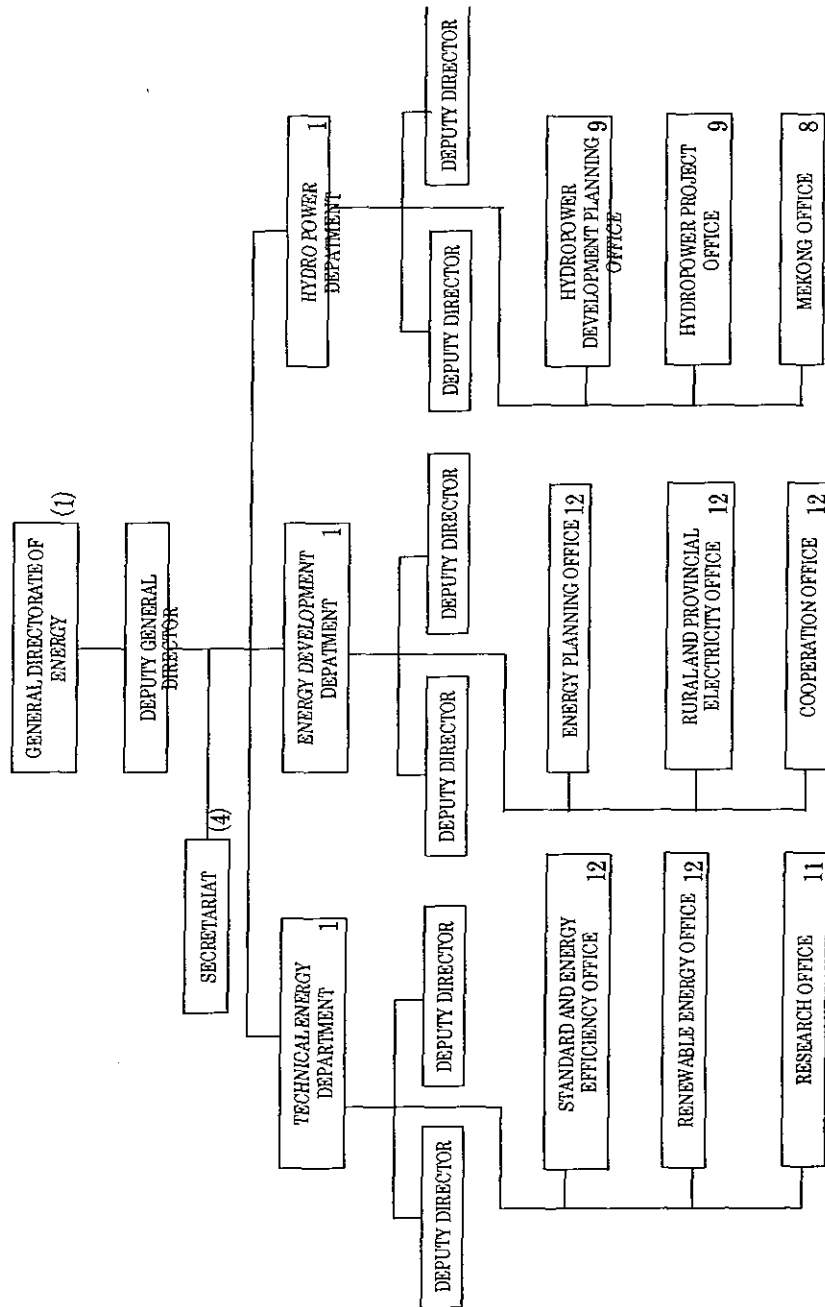 GENERAL DIRECTORATE OF
ENERGY
(1)
DEPUTY GENERAL
DIRECTOR
SECRETARIAT
(4)
TECHNICAL ENERGY
DEPARTMENT
1
ENERGY DEVELOPMENT
DEPATMENT
1
HYDRO POWER
DEPATMENT
1
DEPUTY DIRECTOR
DEPUTY DIRECTOR
DEPUTY DIRECTOR
DEPUTY DIRECTOR
DEPUTY DIRECTOR
DEPUTY DIRECTOR
STANDARD AND ENERGY
EFFICIENCY OFFICE
12
ENERGY PLANNING OFFICE
12
HYDROPOWER
DEVELOPMENT PLANNING
OFFICE
9
RENEWABLE ENERGY OFFICE
12
RURAL AND PROVINCIAL
ELECTRICITY OFFICE
12
HYDROPOWER PROJECT
OFFICE
9
RESEARCH OFFICE
11
COOPERATION OFFICE
12
MEKONG OFFICE
8